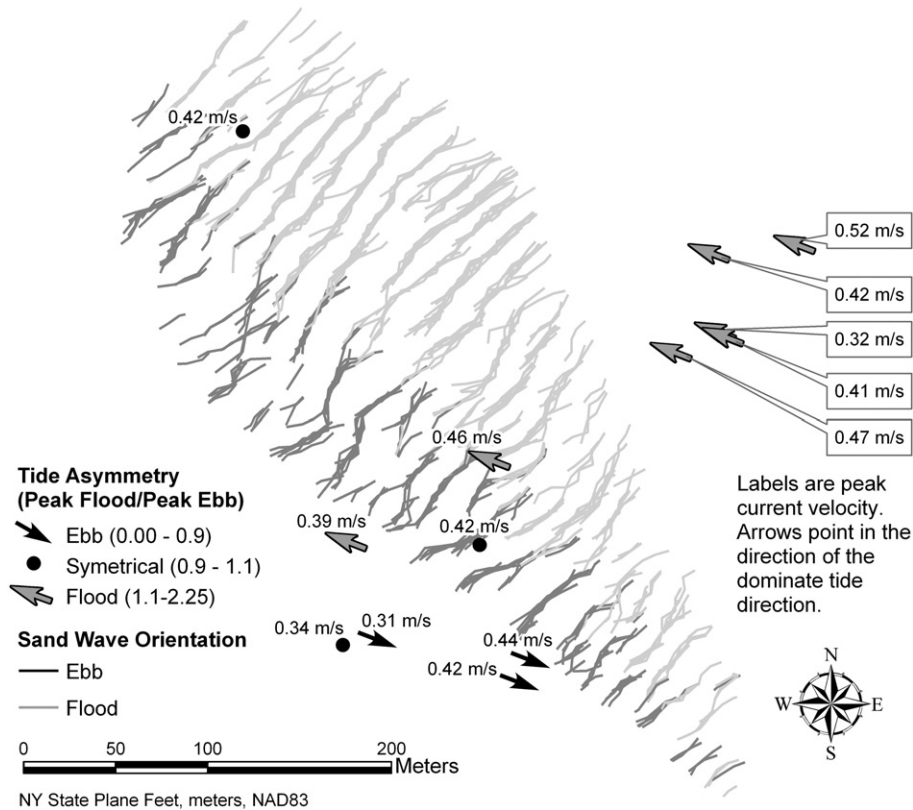 0.42 m/s
0.52 m/s
0.42 m/s
0.32 m/s
0.41 m/s
0.47 m/s
0.46 m/s
0.39 m/s
0.42 m/s
0.34 m/s
0.31 m/s
0.44 m/s
0.42 m/s
Tide Asymmetry
(Peak Flood/Peak Ebb)
Ebb (0.00 - 0.9)
Symetrical (0.9 - 1.1)
Flood (1.1-2.25)
Sand Wave Orientation
Ebb
Flood
0 50 100 200
Meters
NY State Plane Feet, meters, NAD83
Labels are peak
current velocity.
Arrows point in the
direction of the
dominate tide
direction.
N
W E
S